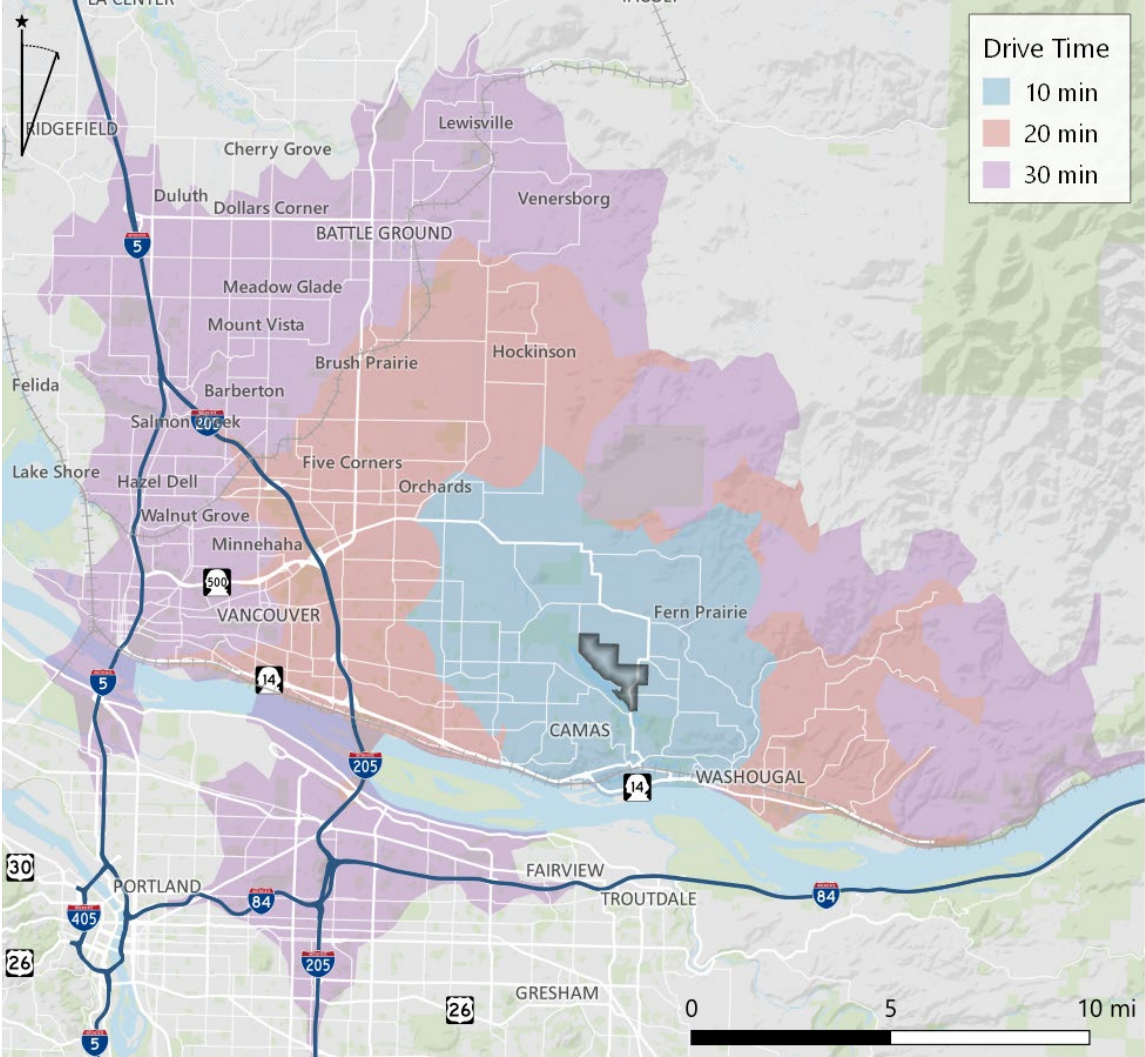 LA CENTER
Drive Time
10 min
20 min
30 min
RIDGEFIELD
Lewisville
Cherry Grove
Duluth
Dollars Corner
Venersborg
BATTLE GROUND
5
Meadow Glade
Mount Vista
Hockinson
Brush Prairie
Felida
Barberton
Salmon Creek
205
Five Corners
Lake Shore
Hazel Dell
Orchards
Walnut Grove
Minnehaha
500
VANCOUVER
Fern Prairie
5
14
CAMAS
205
WASHOUGAL
14
30
FAIRVIEW
PORTLAND
84
84
TROUTDALE
405
26
205
GRESHAM
26
0 5 10 mi
5